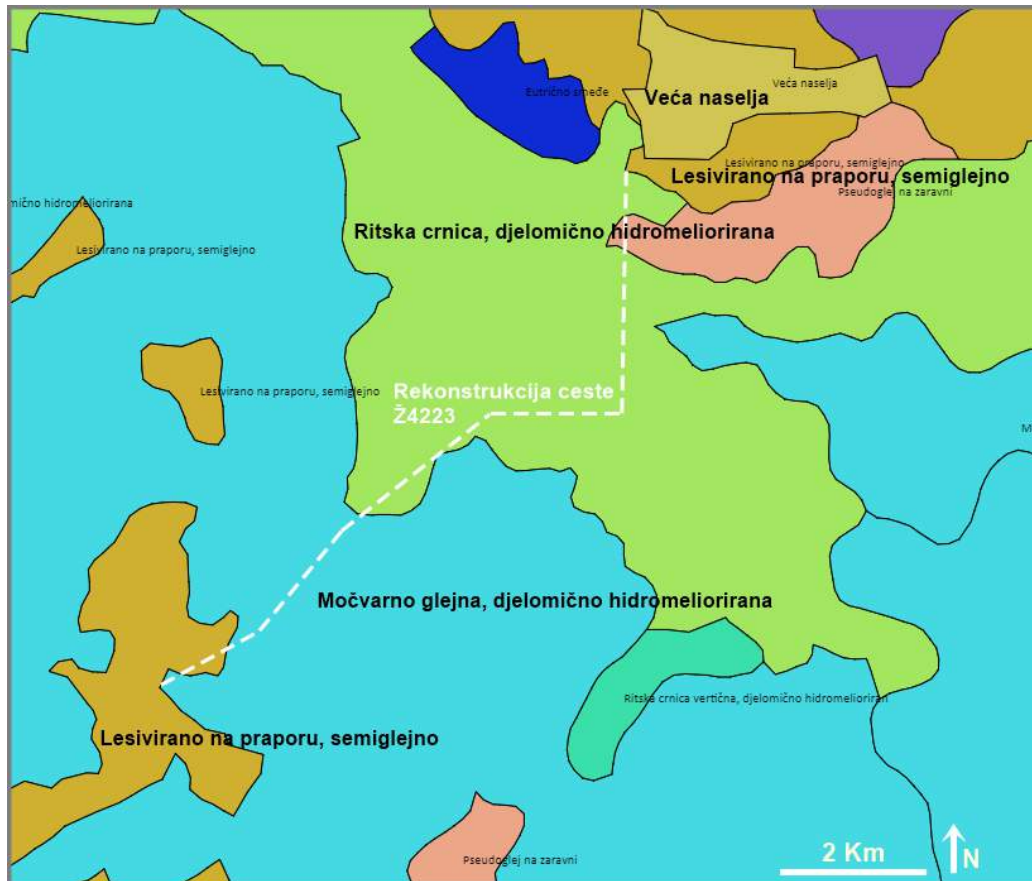 Eutrično smeđe
Veća naselja
Veća naselja
Lesivirano na praporu, semiglejno
Lesivirano na praporu, semiglejno
Pseudoglej na zaravni
mično hidromeliorirana
Ritska crnica, djelomično hidromeliorirana
Lesivirano na praporu, semiglejno
Rekonstrukcija ceste
Ž4223
Lesivirano na praporu, semiglejno
M
Močvarno glejna, djelomično hidromeliorirana
Ritska crnica vertična, djelomično hidromelioriran
Lesivirano na praporu, semiglejno
2 Km
N
Pseudoglej na zaravni